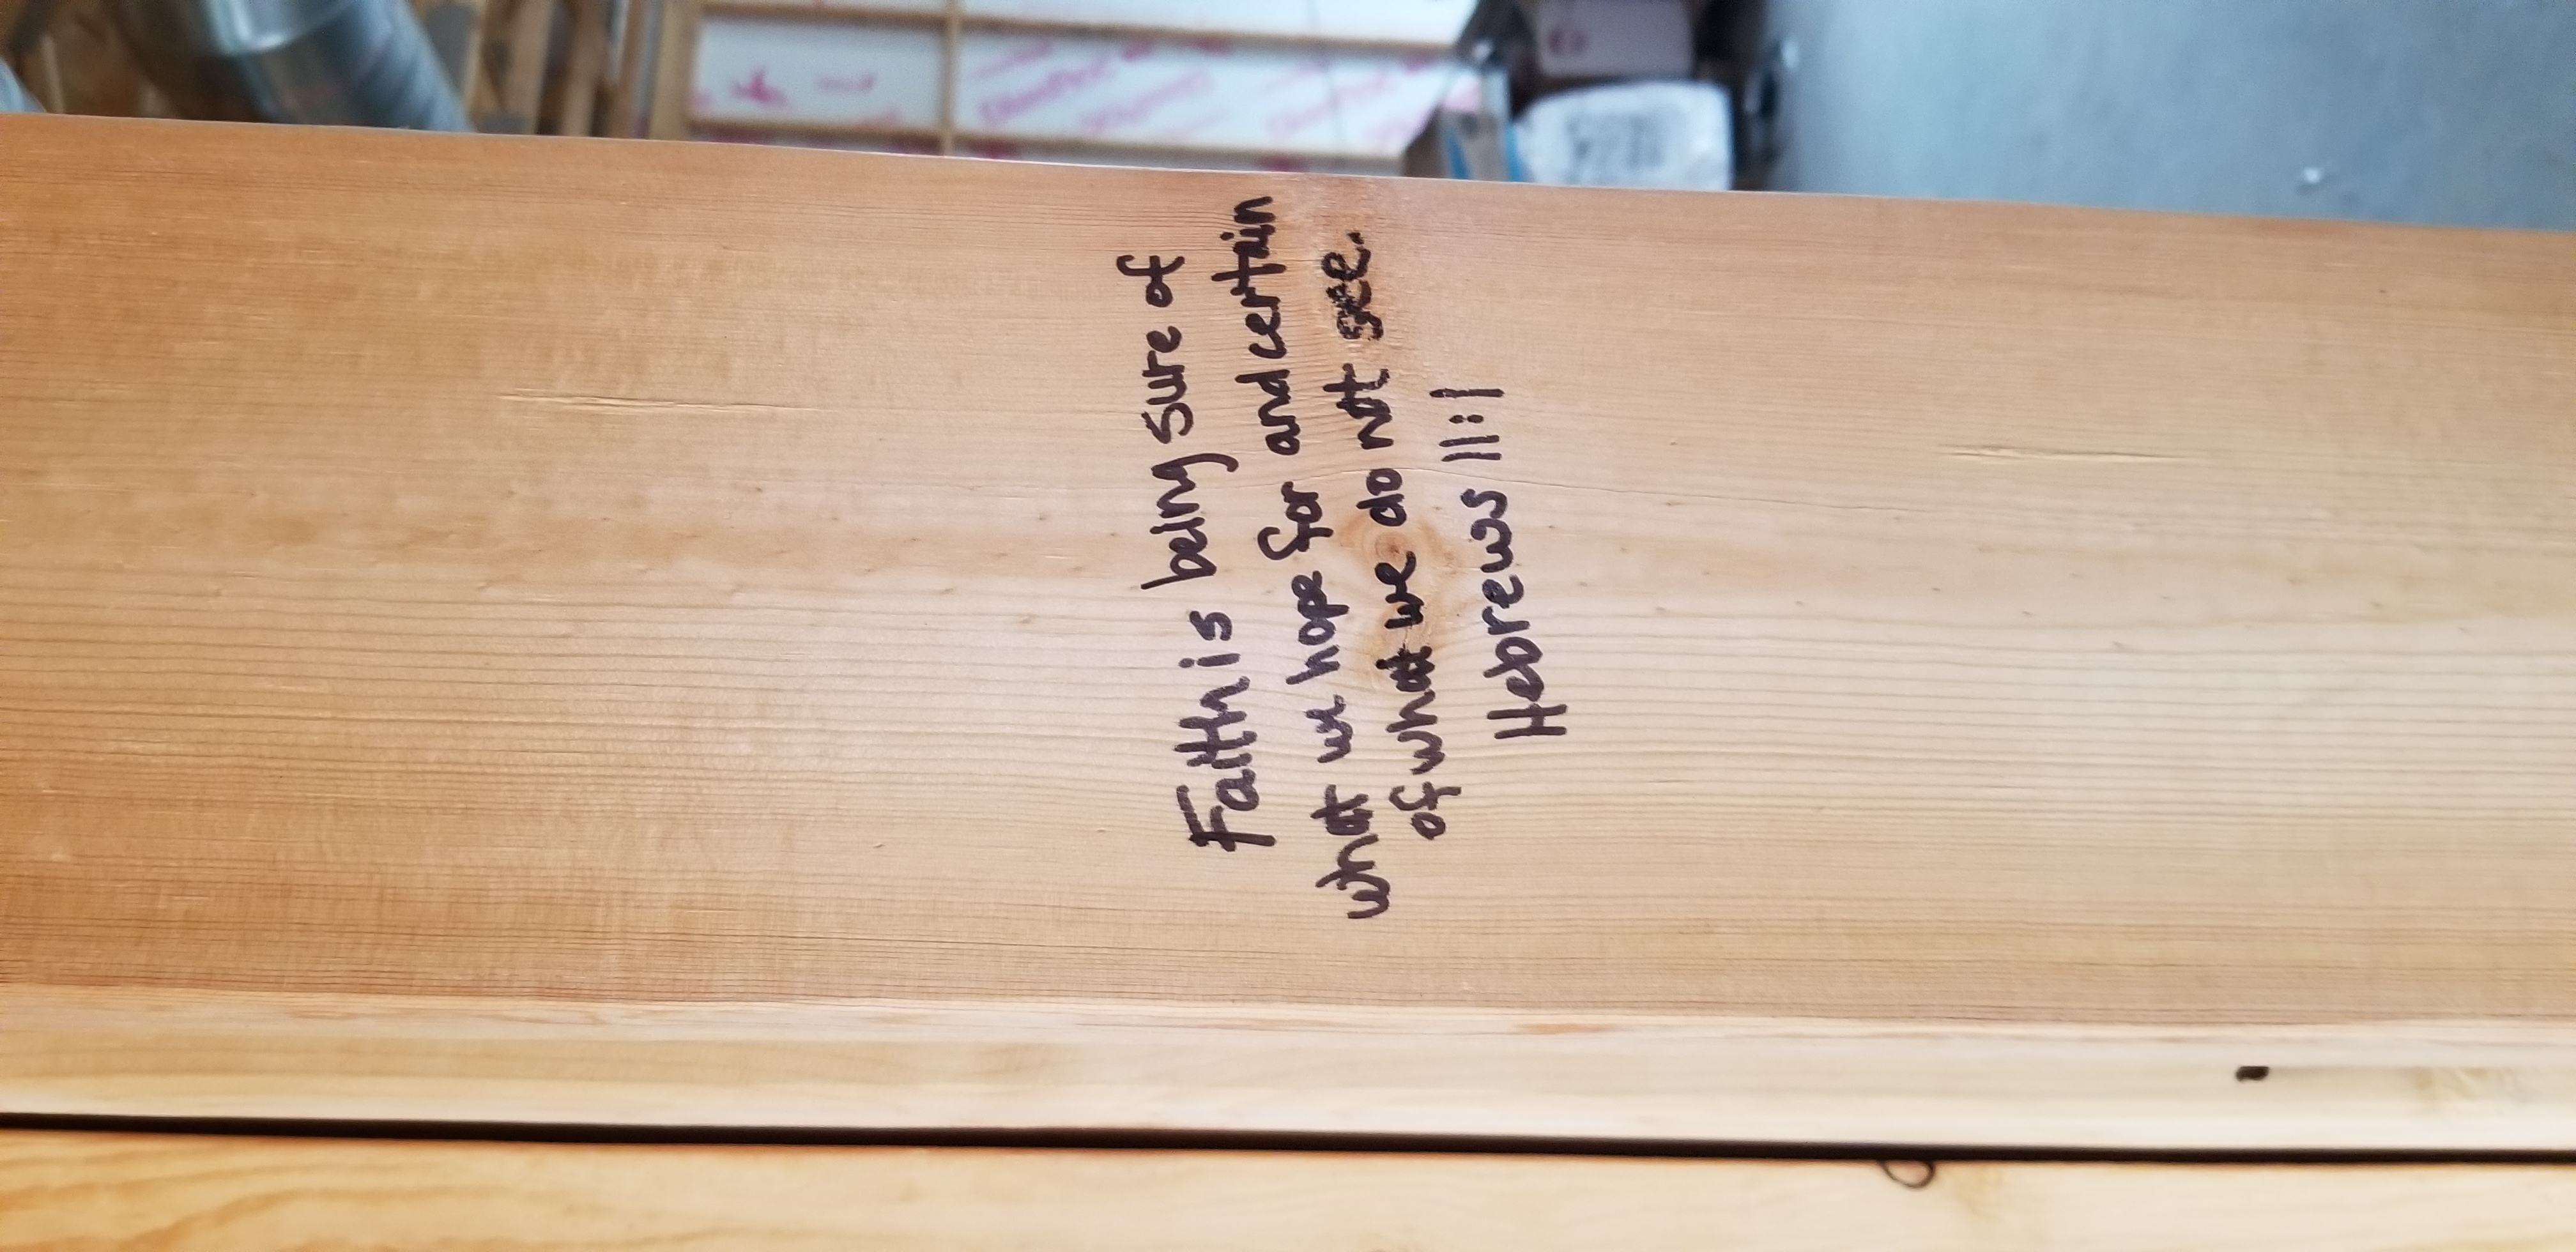 Faith is being sure of
what we hope for and certain
of what we do not see.
Hebrews 11:1